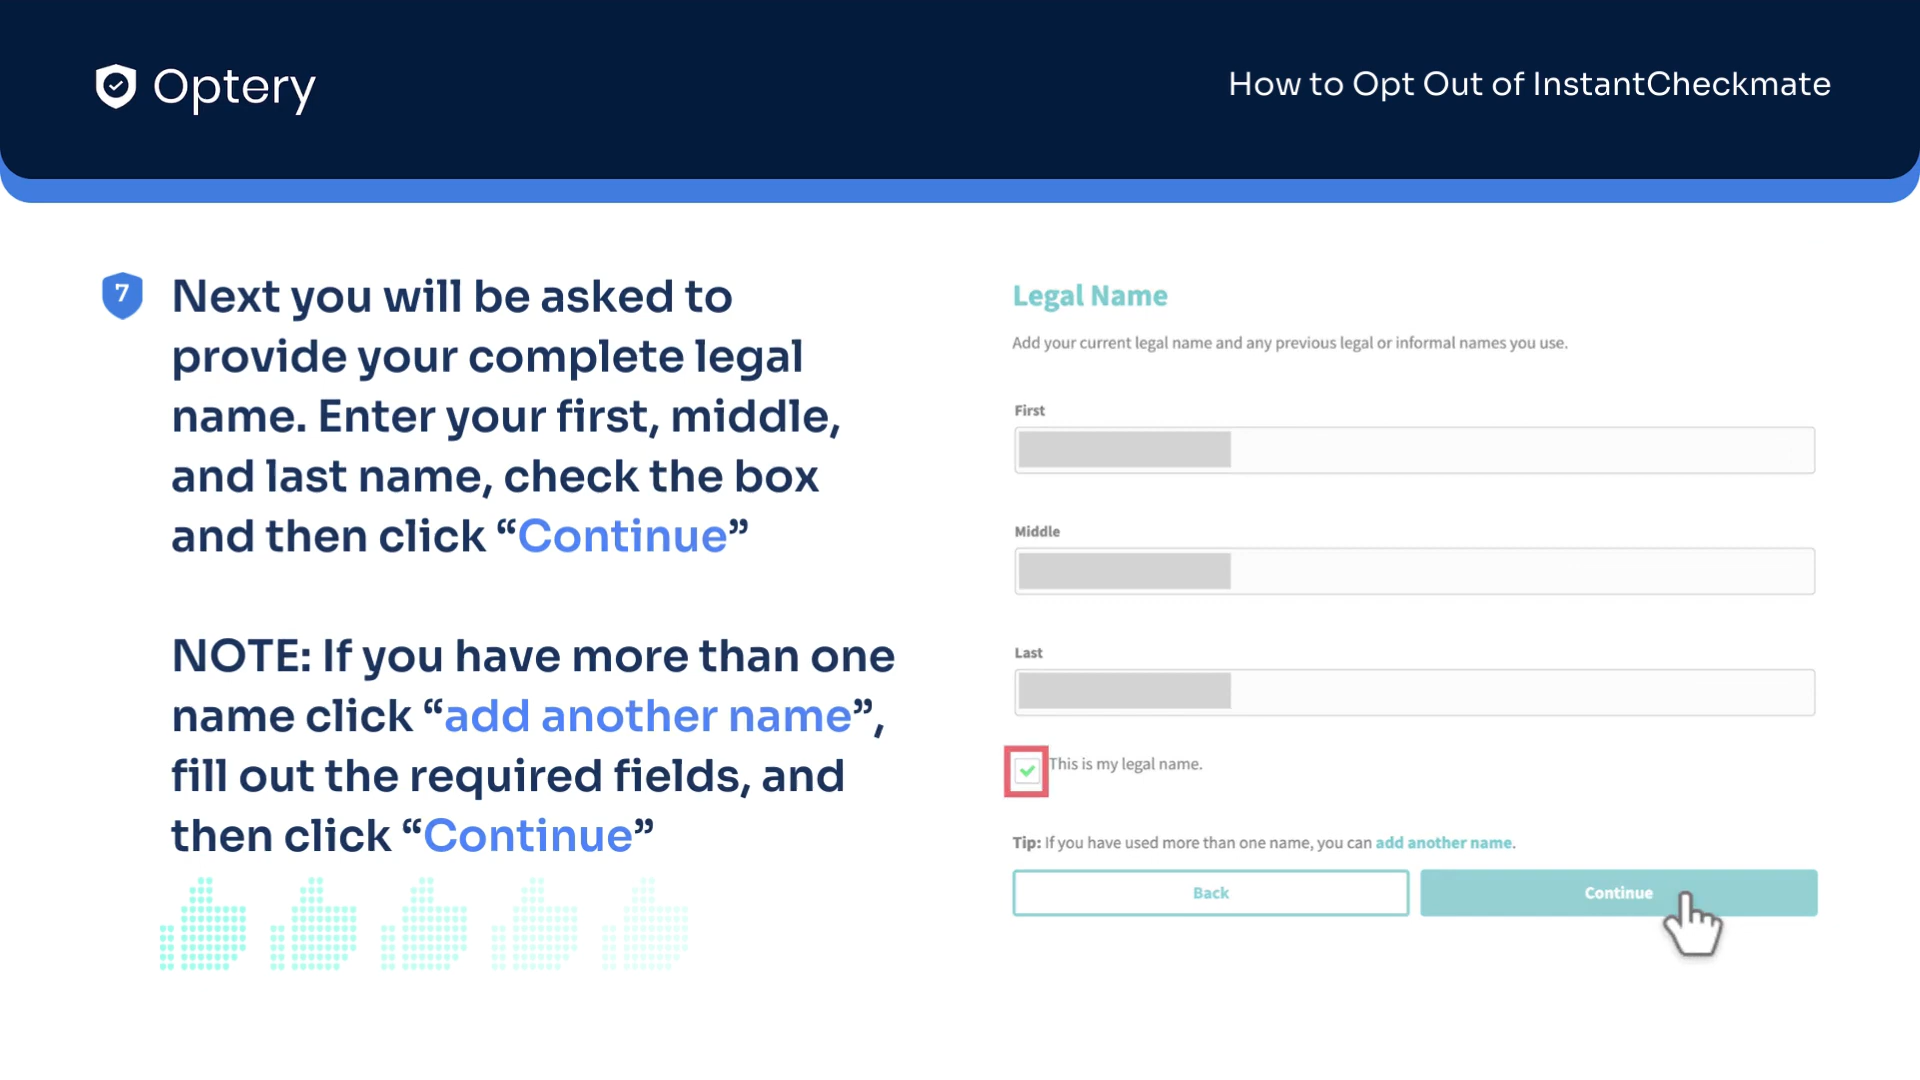 Optery
How to Opt Out of InstantCheckmate
7
Next you will be asked to
provide your complete legal
name. Enter your first, middle,
and last name, check the box
and then click “Continue”
NOTE: If you have more than one
name click “add another name”,
fill out the required fields, and
then click “Continue”
Legal Name
Add your current legal name and any previous legal or informal names you use.
First
Middle
Last
This is my legal name.
Tip: If you have used more than one name, you can add another name.
Back
Continue